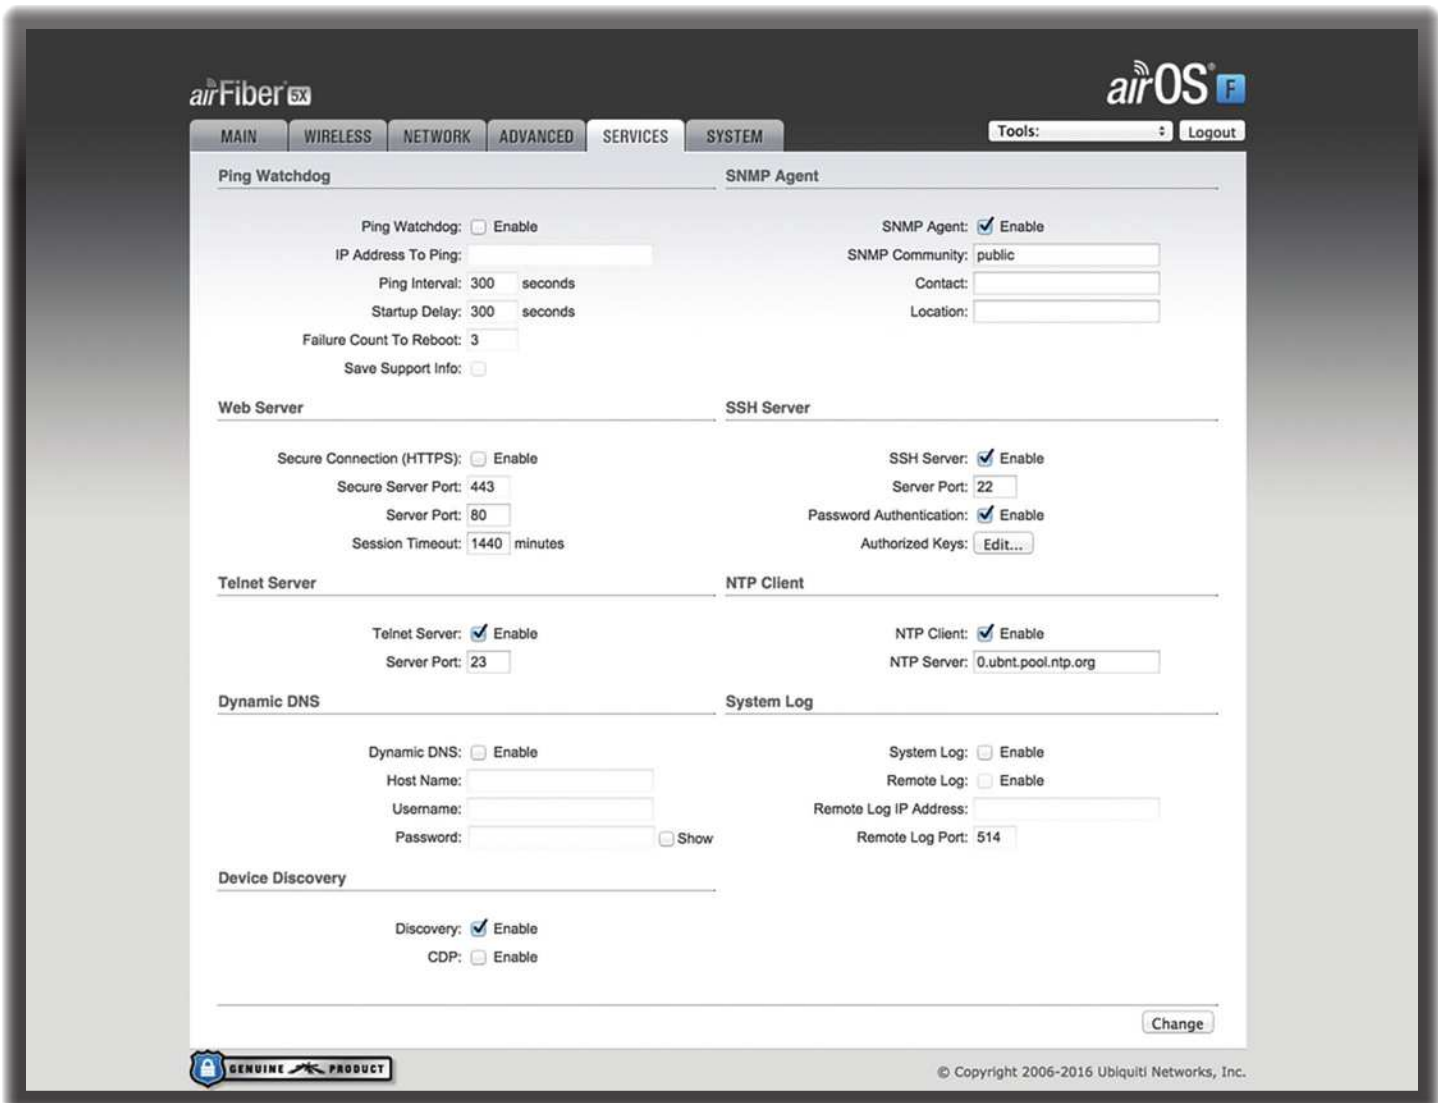 airFiber 5X
airOS® F
MAIN WIRELESS NETWORK ADVANCED SERVICES SYSTEM
Tools: Logout
Ping Watchdog
Ping Watchdog: Enable
IP Address To Ping:
Ping Interval: 300 seconds
Startup Delay: 300 seconds
Failure Count To Reboot: 3
Save Support Info:
SNMP Agent
SNMP Agent: Enable
SNMP Community: public
Contact:
Location:
Web Server
Secure Connection (HTTPS): Enable
Secure Server Port: 443
Server Port: 80
Session Timeout: 1440 minutes
SSH Server
SSH Server: Enable
Server Port: 22
Password Authentication: Enable
Authorized Keys: Edit...
Telnet Server
Telnet Server: Enable
Server Port: 23
NTP Client
NTP Client: Enable
NTP Server: 0.ubnt.pool.ntp.org
Dynamic DNS
Dynamic DNS: Enable
Host Name:
Username:
Password: Show
System Log
System Log: Enable
Remote Log: Enable
Remote Log IP Address:
Remote Log Port: 514
Device Discovery
Discovery: Enable
CDP: Enable
Change
GENUINE PRODUCT
© Copyright 2006-2016 Ubiquiti Networks, Inc.